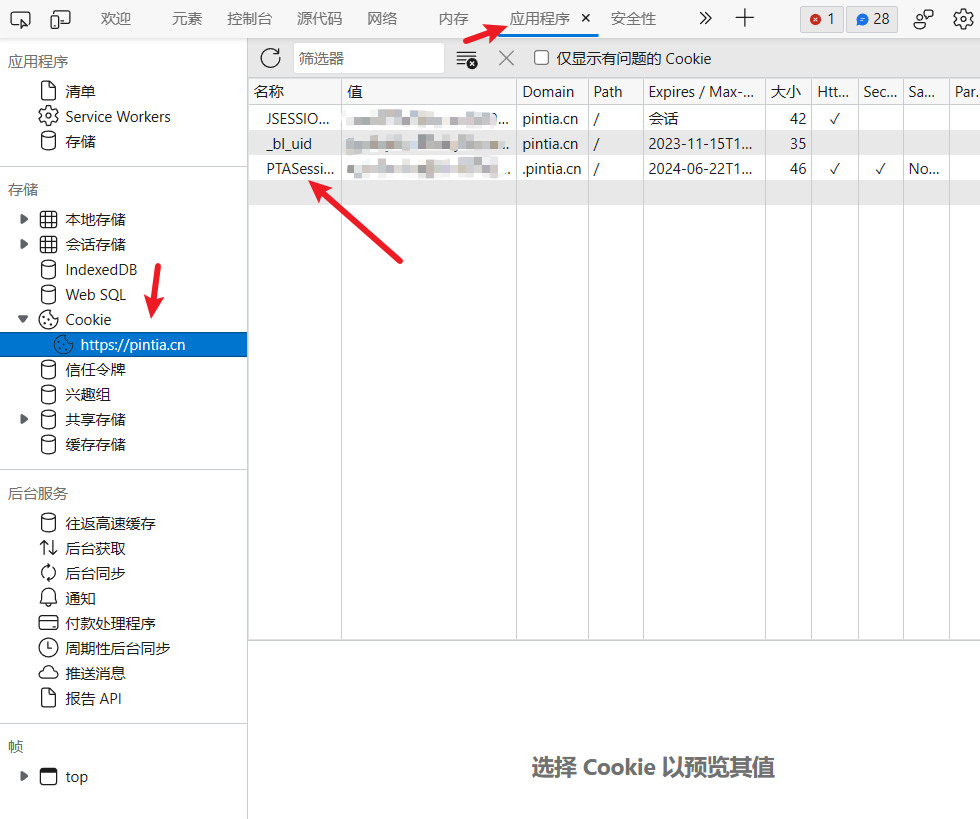 欢迎 元素 控制台 源代码 网络 内存 应用程序 安全性 1 28
应用程序
清单
Service Workers
存储
存储
本地存储
会话存储
IndexedDB
Web SQL
Cookie
https://pintia.cn
信任令牌
兴趣组
共享存储
缓存存储
后台服务
往返高速缓存
后台获取
后台同步
通知
付款处理程序
周期性后台同步
推送消息
报告 API
帧
top
筛选器 仅显示有问题的 Cookie
名称 值 Domain Path Expires / Max-... 大小 Htt... Sec... Sa... Par.
JSESSIO... pintia.cn / 会话 42 ✓
_bl_uid pintia.cn / 2023-11-15T1... 35
PTASessi... .pintia.cn / 2024-06-22T1... 46 ✓ ✓ No...
选择 Cookie 以预览其值